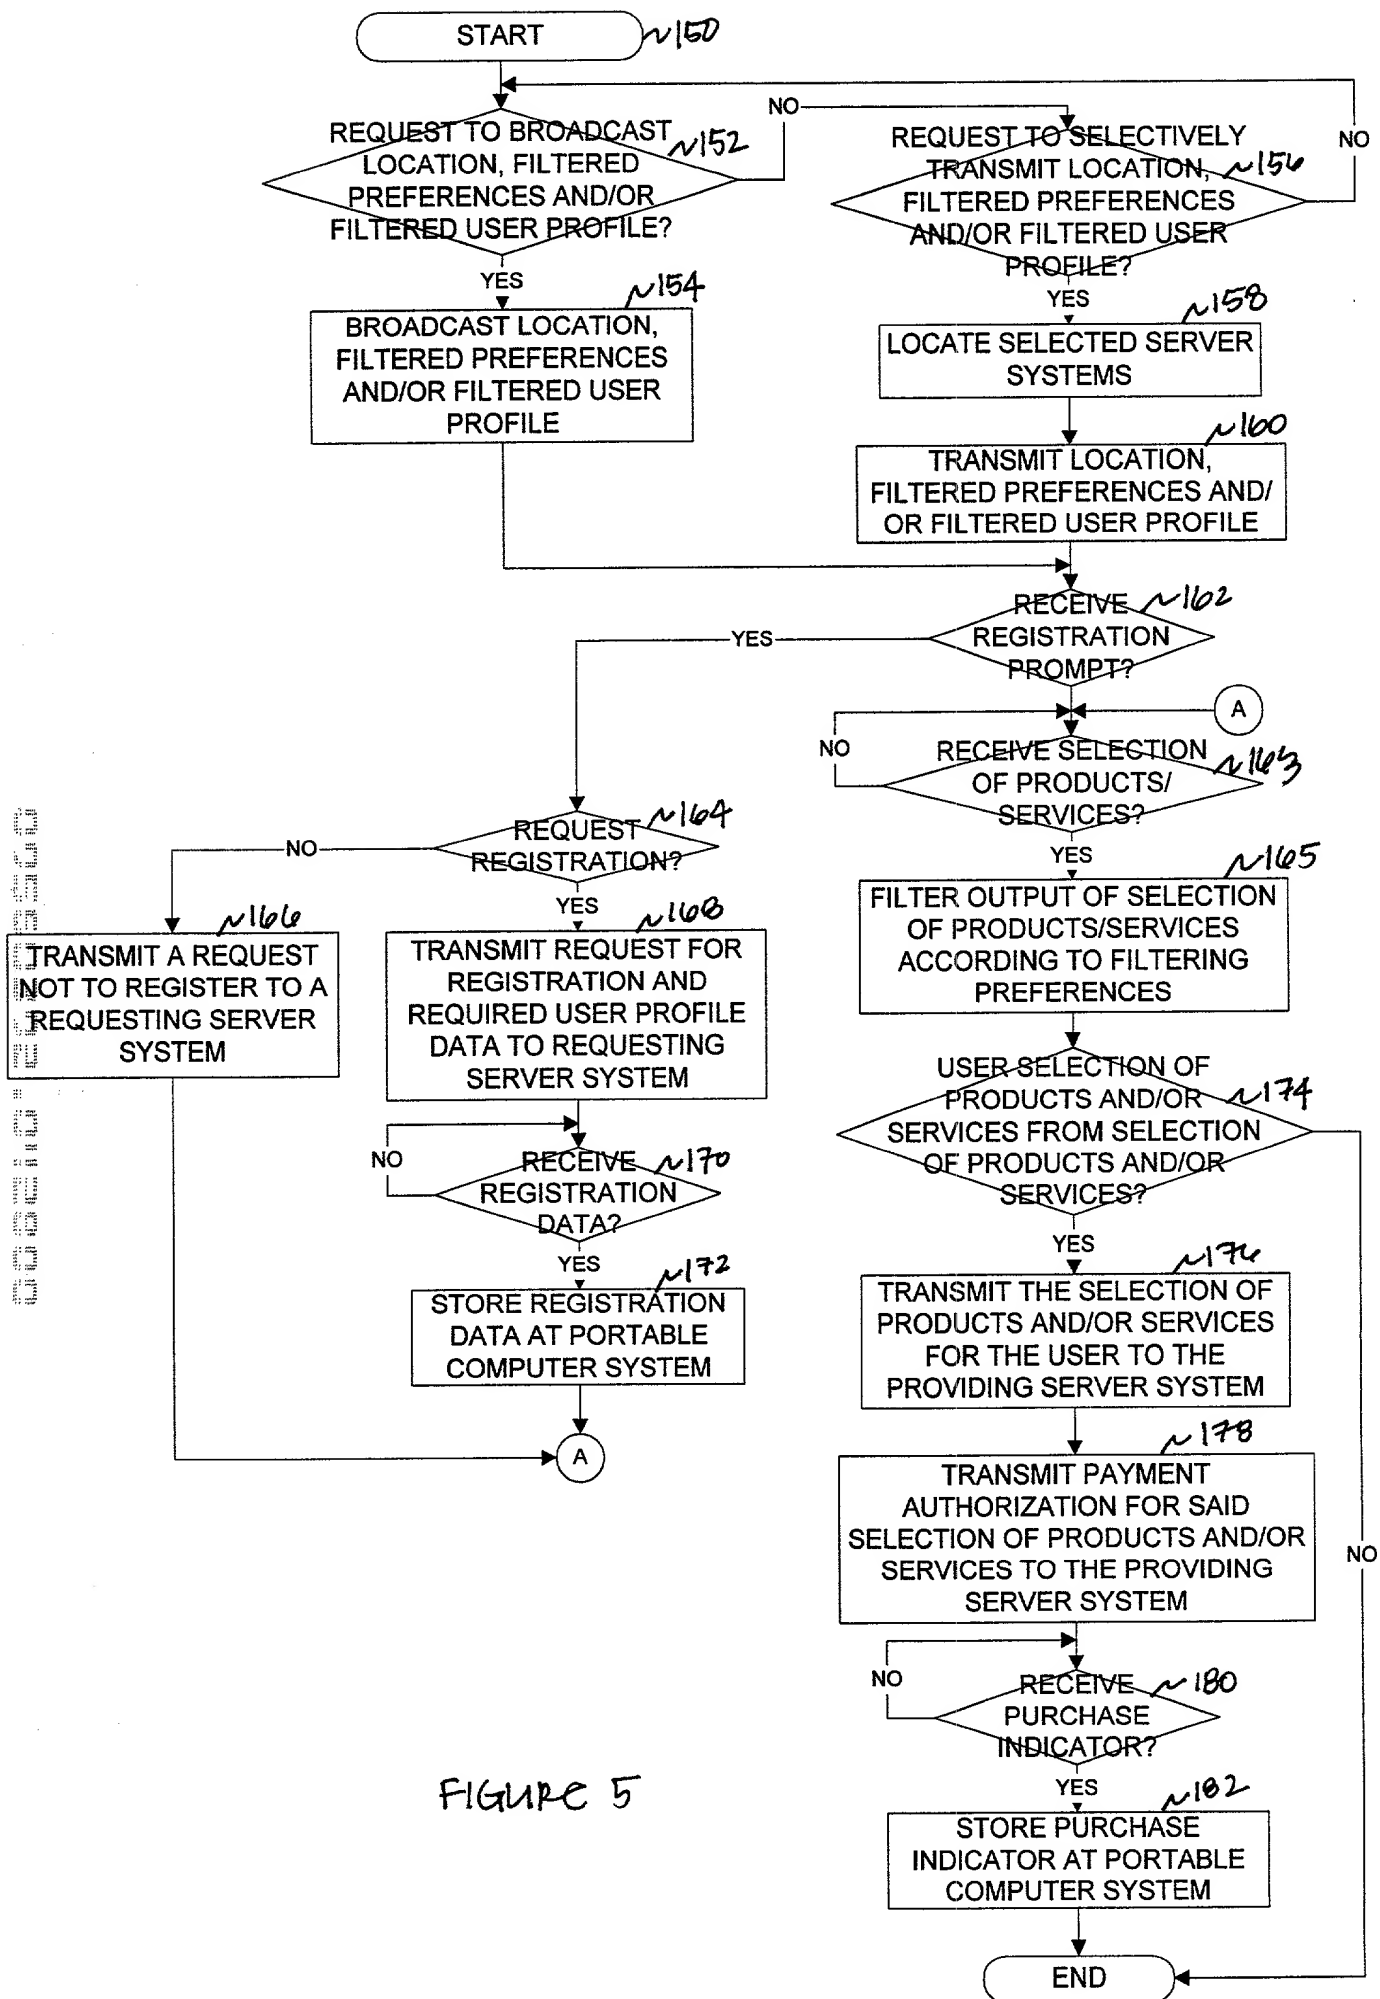 START
~150
REQUEST TO BROADCAST
LOCATION, FILTERED
PREFERENCES AND/OR
FILTERED USER PROFILE?
~152
NO
REQUEST TO SELECTIVELY
TRANSMIT LOCATION,
FILTERED PREFERENCES
AND/OR FILTERED USER
PROFILE?
~156
NO
YES
~154
BROADCAST LOCATION,
FILTERED PREFERENCES
AND/OR FILTERED USER
PROFILE
YES
~158
LOCATE SELECTED SERVER
SYSTEMS
~160
TRANSMIT LOCATION,
FILTERED PREFERENCES AND/
OR FILTERED USER PROFILE
RECEIVE
REGISTRATION
PROMPT?
~162
YES
A
NO
RECEIVE SELECTION
OF PRODUCTS/
SERVICES?
~163
YES
~165
FILTER OUTPUT OF SELECTION
OF PRODUCTS/SERVICES
ACCORDING TO FILTERING
PREFERENCES
REQUEST
REGISTRATION?
~164
NO
~166
TRANSMIT A REQUEST
NOT TO REGISTER TO A
REQUESTING SERVER
SYSTEM
YES
~168
TRANSMIT REQUEST FOR
REGISTRATION AND
REQUIRED USER PROFILE
DATA TO REQUESTING
SERVER SYSTEM
NO
RECEIVE
REGISTRATION
DATA?
~170
YES
~172
STORE REGISTRATION
DATA AT PORTABLE
COMPUTER SYSTEM
A
USER SELECTION OF
PRODUCTS AND/OR
SERVICES FROM SELECTION
OF PRODUCTS AND/OR
SERVICES?
~174
YES
~176
TRANSMIT THE SELECTION OF
PRODUCTS AND/OR SERVICES
FOR THE USER TO THE
PROVIDING SERVER SYSTEM
~178
TRANSMIT PAYMENT
AUTHORIZATION FOR SAID
SELECTION OF PRODUCTS AND/OR
SERVICES TO THE PROVIDING
SERVER SYSTEM
NO
NO
RECEIVE
PURCHASE
INDICATOR?
~180
YES
~182
STORE PURCHASE
INDICATOR AT PORTABLE
COMPUTER SYSTEM
END
FIGURE 5